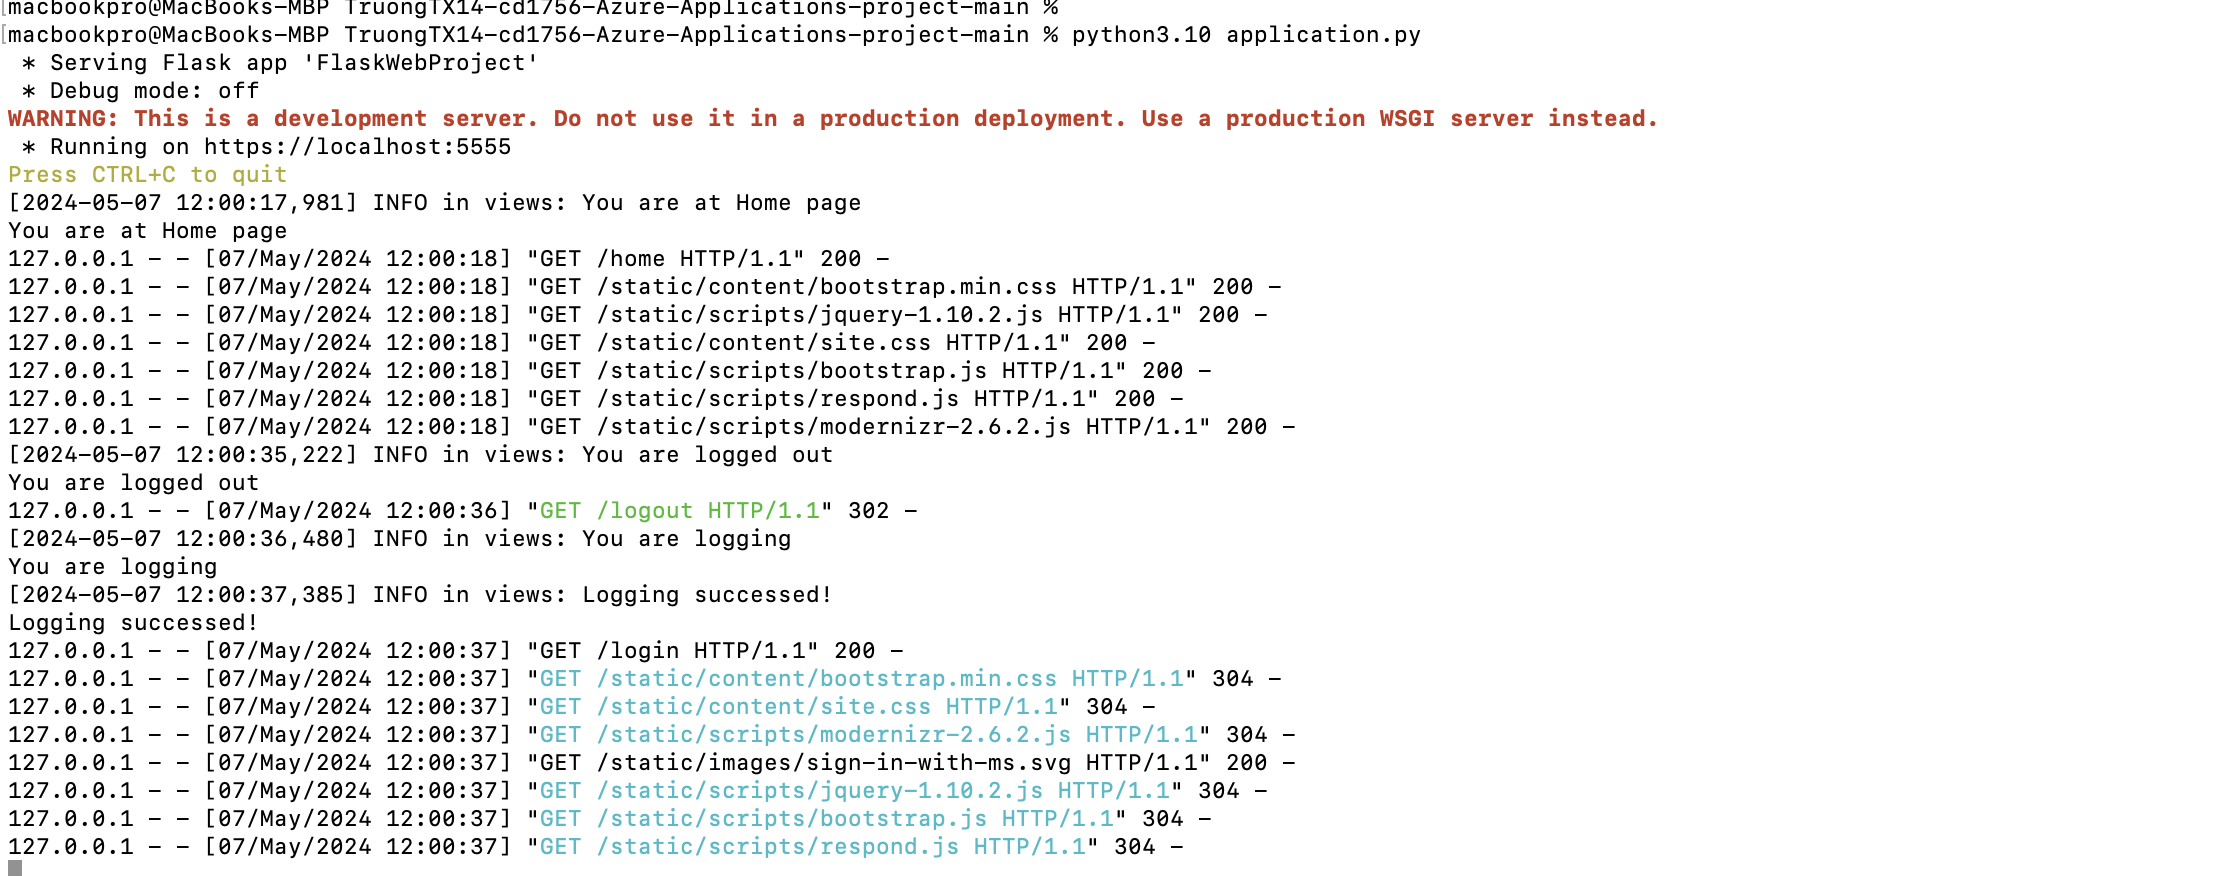 [macbookpro@MacBooks-MBP TruongTX14-cd1756-Azure-Applications-project-main %
[macbookpro@MacBooks-MBP TruongTX14-cd1756-Azure-Applications-project-main % python3.10 application.py
 * Serving Flask app 'FlaskWebProject'
 * Debug mode: off
WARNING: This is a development server. Do not use it in a production deployment. Use a production WSGI server instead.
 * Running on https://localhost:5555
Press CTRL+C to quit
[2024-05-07 12:00:17,981] INFO in views: You are at Home page
You are at Home page
127.0.0.1 - - [07/May/2024 12:00:18] "GET /home HTTP/1.1" 200 -
127.0.0.1 - - [07/May/2024 12:00:18] "GET /static/content/bootstrap.min.css HTTP/1.1" 200 -
127.0.0.1 - - [07/May/2024 12:00:18] "GET /static/scripts/jquery-1.10.2.js HTTP/1.1" 200 -
127.0.0.1 - - [07/May/2024 12:00:18] "GET /static/content/site.css HTTP/1.1" 200 -
127.0.0.1 - - [07/May/2024 12:00:18] "GET /static/scripts/bootstrap.js HTTP/1.1" 200 -
127.0.0.1 - - [07/May/2024 12:00:18] "GET /static/scripts/respond.js HTTP/1.1" 200 -
127.0.0.1 - - [07/May/2024 12:00:18] "GET /static/scripts/modernizr-2.6.2.js HTTP/1.1" 200 -
[2024-05-07 12:00:35,222] INFO in views: You are logged out
You are logged out
127.0.0.1 - - [07/May/2024 12:00:36] "GET /logout HTTP/1.1" 302 -
[2024-05-07 12:00:36,480] INFO in views: You are logging
You are logging
[2024-05-07 12:00:37,385] INFO in views: Logging successed!
Logging successed!
127.0.0.1 - - [07/May/2024 12:00:37] "GET /login HTTP/1.1" 200 -
127.0.0.1 - - [07/May/2024 12:00:37] "GET /static/content/bootstrap.min.css HTTP/1.1" 304 -
127.0.0.1 - - [07/May/2024 12:00:37] "GET /static/content/site.css HTTP/1.1" 304 -
127.0.0.1 - - [07/May/2024 12:00:37] "GET /static/scripts/modernizr-2.6.2.js HTTP/1.1" 304 -
127.0.0.1 - - [07/May/2024 12:00:37] "GET /static/images/sign-in-with-ms.svg HTTP/1.1" 200 -
127.0.0.1 - - [07/May/2024 12:00:37] "GET /static/scripts/jquery-1.10.2.js HTTP/1.1" 304 -
127.0.0.1 - - [07/May/2024 12:00:37] "GET /static/scripts/bootstrap.js HTTP/1.1" 304 -
127.0.0.1 - - [07/May/2024 12:00:37] "GET /static/scripts/respond.js HTTP/1.1" 304 -